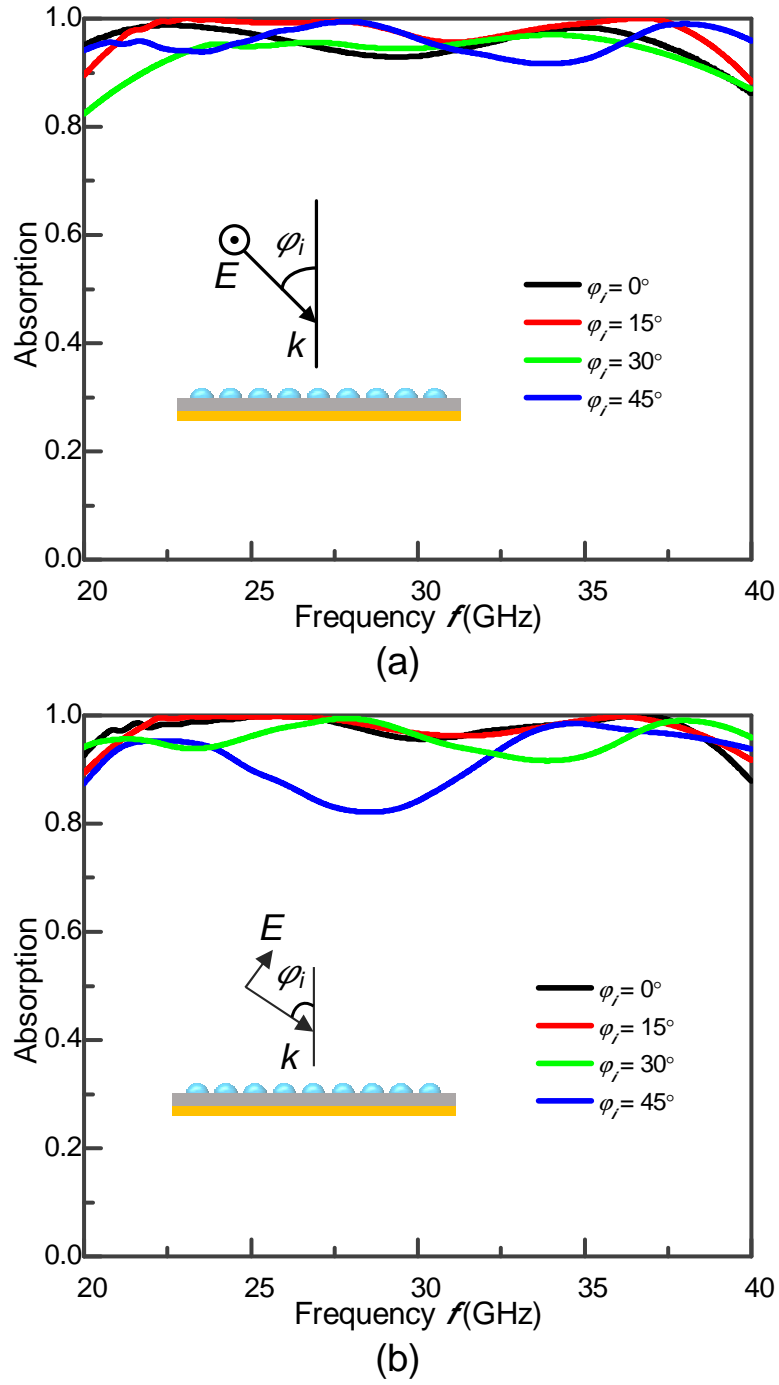 1.0
0.8
0.6
0.4
0.2
0.0
Absorption
E
φi
k
φi = 0°
φi = 15°
φi = 30°
φi = 45°
20 25 30 35 40
Frequency f(GHz)
(a)
1.0
0.8
0.6
0.4
0.2
0.0
Absorption
E
φi
k
φi = 0°
φi = 15°
φi = 30°
φi = 45°
20 25 30 35 40
Frequency f(GHz)
(b)